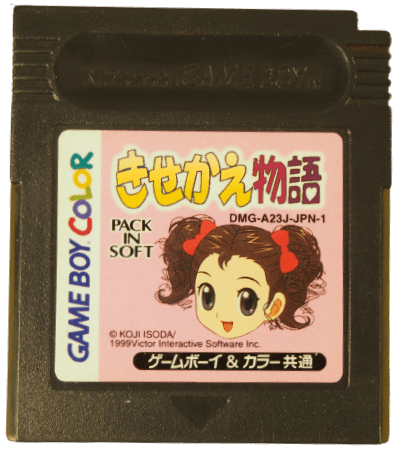 Nintendo GAME BOY™
GAME BOY COLOR
きせかえ物語
DMG-A23J-JPN-1
PACK
IN
SOFT
© KOJI ISODA/
1999Victor Interactive Software Inc.
ゲームボーイ & カラー共通